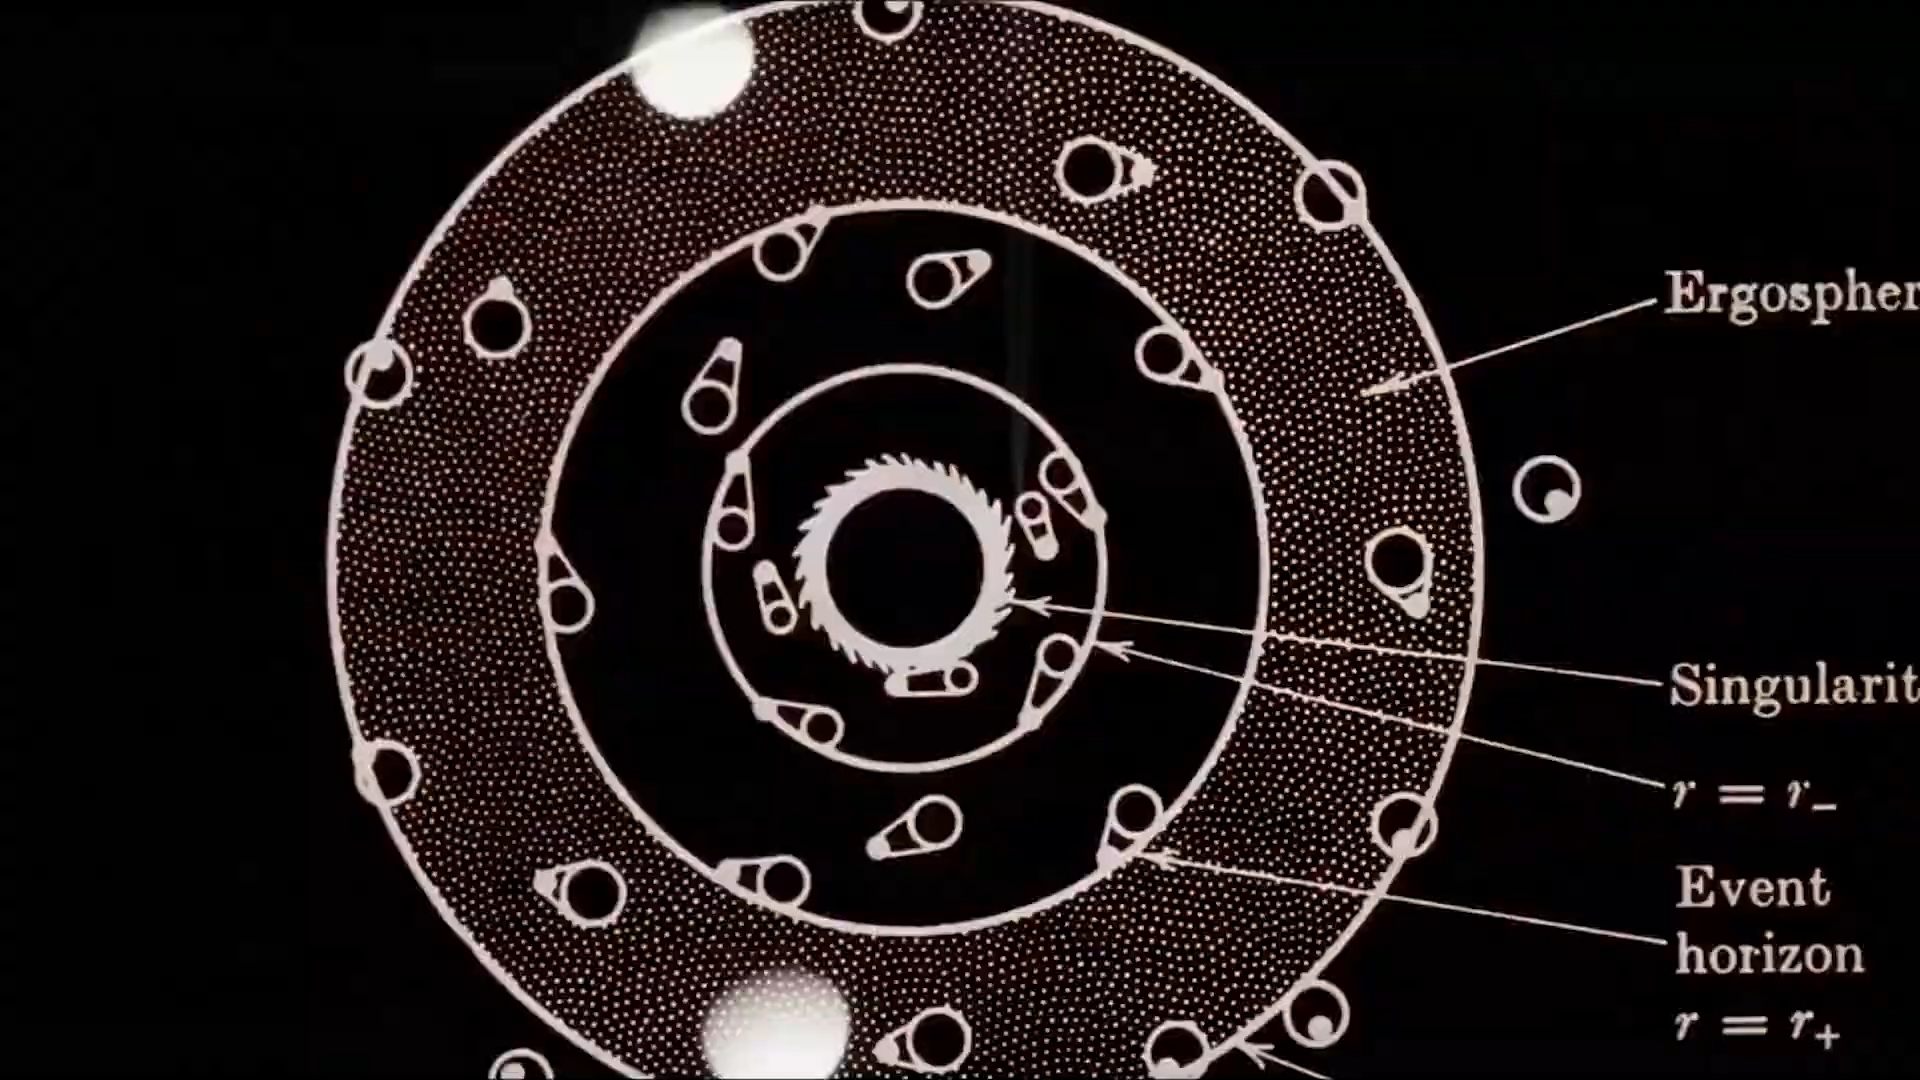 Ergospher
Singularit
r = r₋
Event
horizon
r = r₊